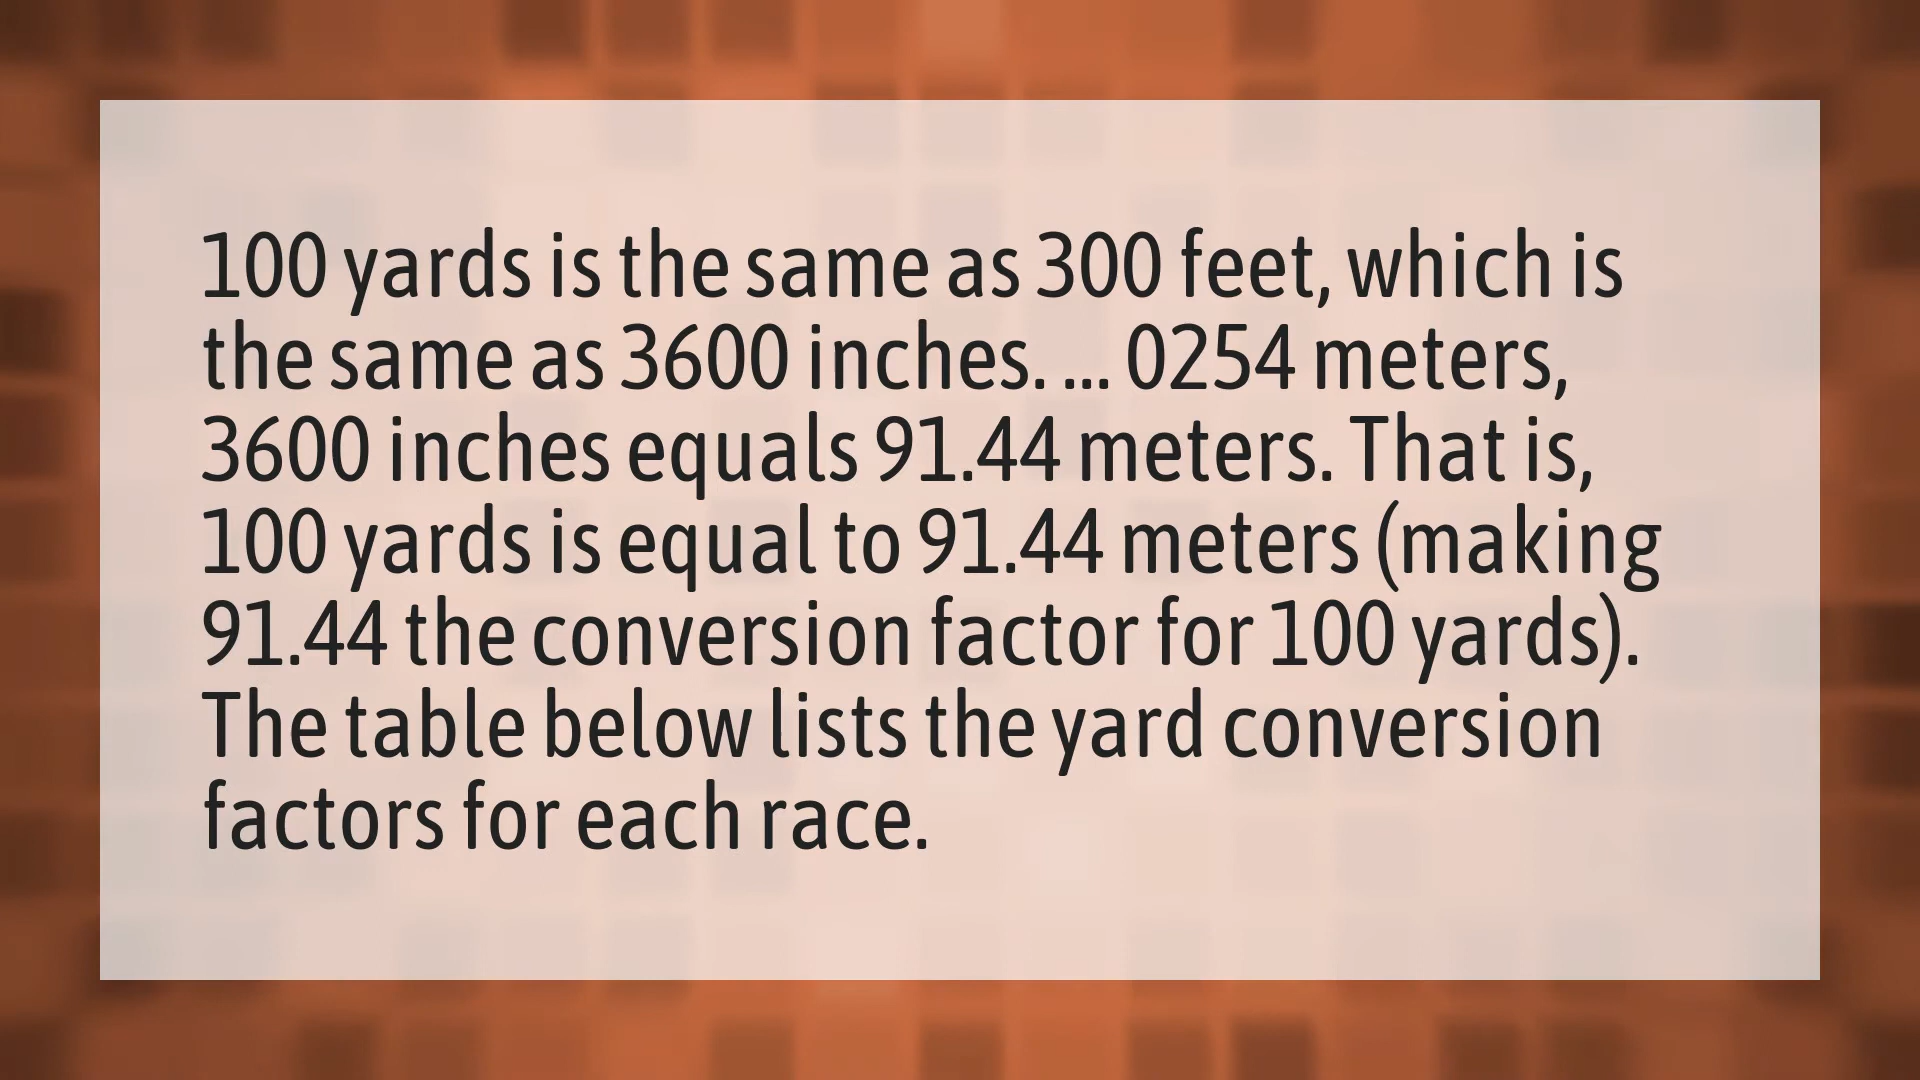 100 yards is the same as 300 feet, which is
the same as 3600 inches. ... 0254 meters,
3600 inches equals 91.44 meters. That is,
100 yards is equal to 91.44 meters (making
91.44 the conversion factor for 100 yards).
The table below lists the yard conversion
factors for each race.